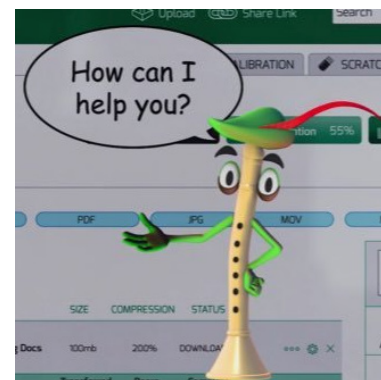 Upload Share Link Search
How can I
help you?
LIBRATION SCRATC
ntion 55%
PDF JPG MOV
SIZE COMPRESSION STATUS
g Docs 100mb 200% DOWNLOA